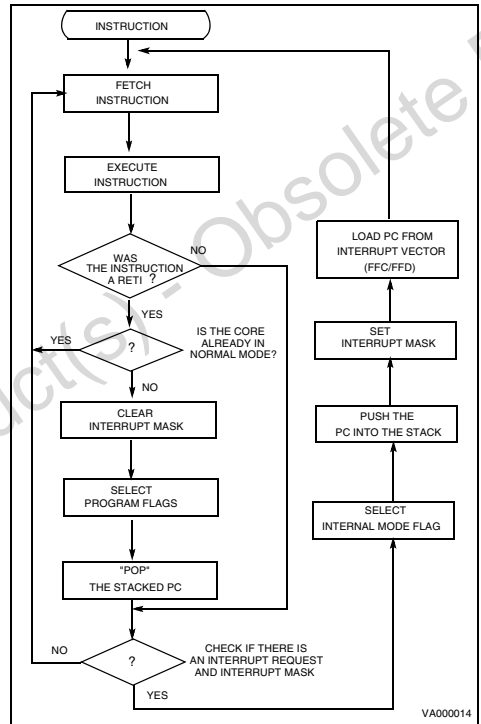 INSTRUCTION
FETCH
INSTRUCTION
EXECUTE
INSTRUCTION
WAS
THE INSTRUCTION
A RETI ?
NO
YES
IS THE CORE
ALREADY IN
NORMAL MODE?
YES
?
NO
CLEAR
INTERRUPT MASK
SELECT
PROGRAM FLAGS
"POP"
THE STACKED PC
NO
?
CHECK IF THERE IS
AN INTERRUPT REQUEST
AND INTERRUPT MASK
YES
LOAD PC FROM
INTERRUPT VECTOR
(FFC/FFD)
SET
INTERRUPT MASK
PUSH THE
PC INTO THE STACK
SELECT
INTERNAL MODE FLAG
VA000014
duct(s) - Obsolete